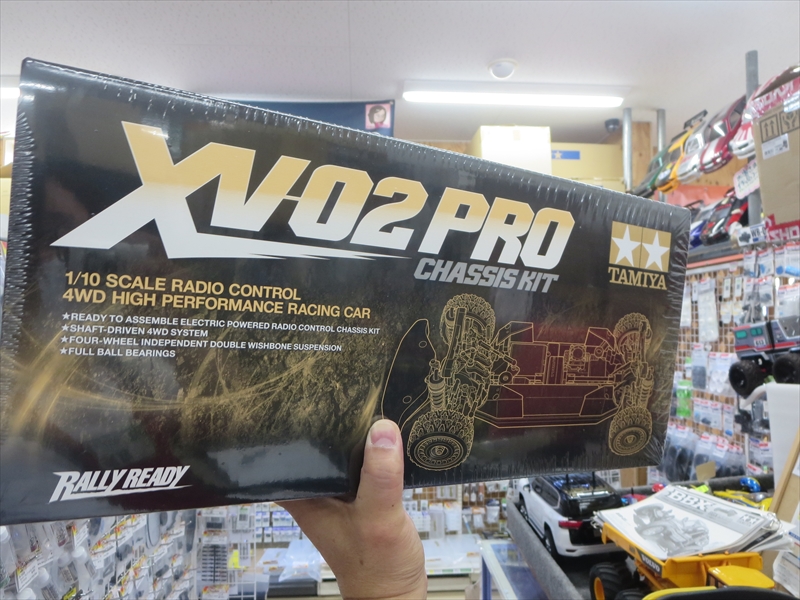 XV-02 PRO
CHASSIS KIT
TAMIYA
1/10 SCALE RADIO CONTROL
4WD HIGH PERFORMANCE RACING CAR
★READY TO ASSEMBLE ELECTRIC POWERED RADIO CONTROL CHASSIS KIT
★SHAFT-DRIVEN 4WD SYSTEM
★FOUR-WHEEL INDEPENDENT DOUBLE WISHBONE SUSPENSION
★FULL BALL BEARINGS
RALLY READY